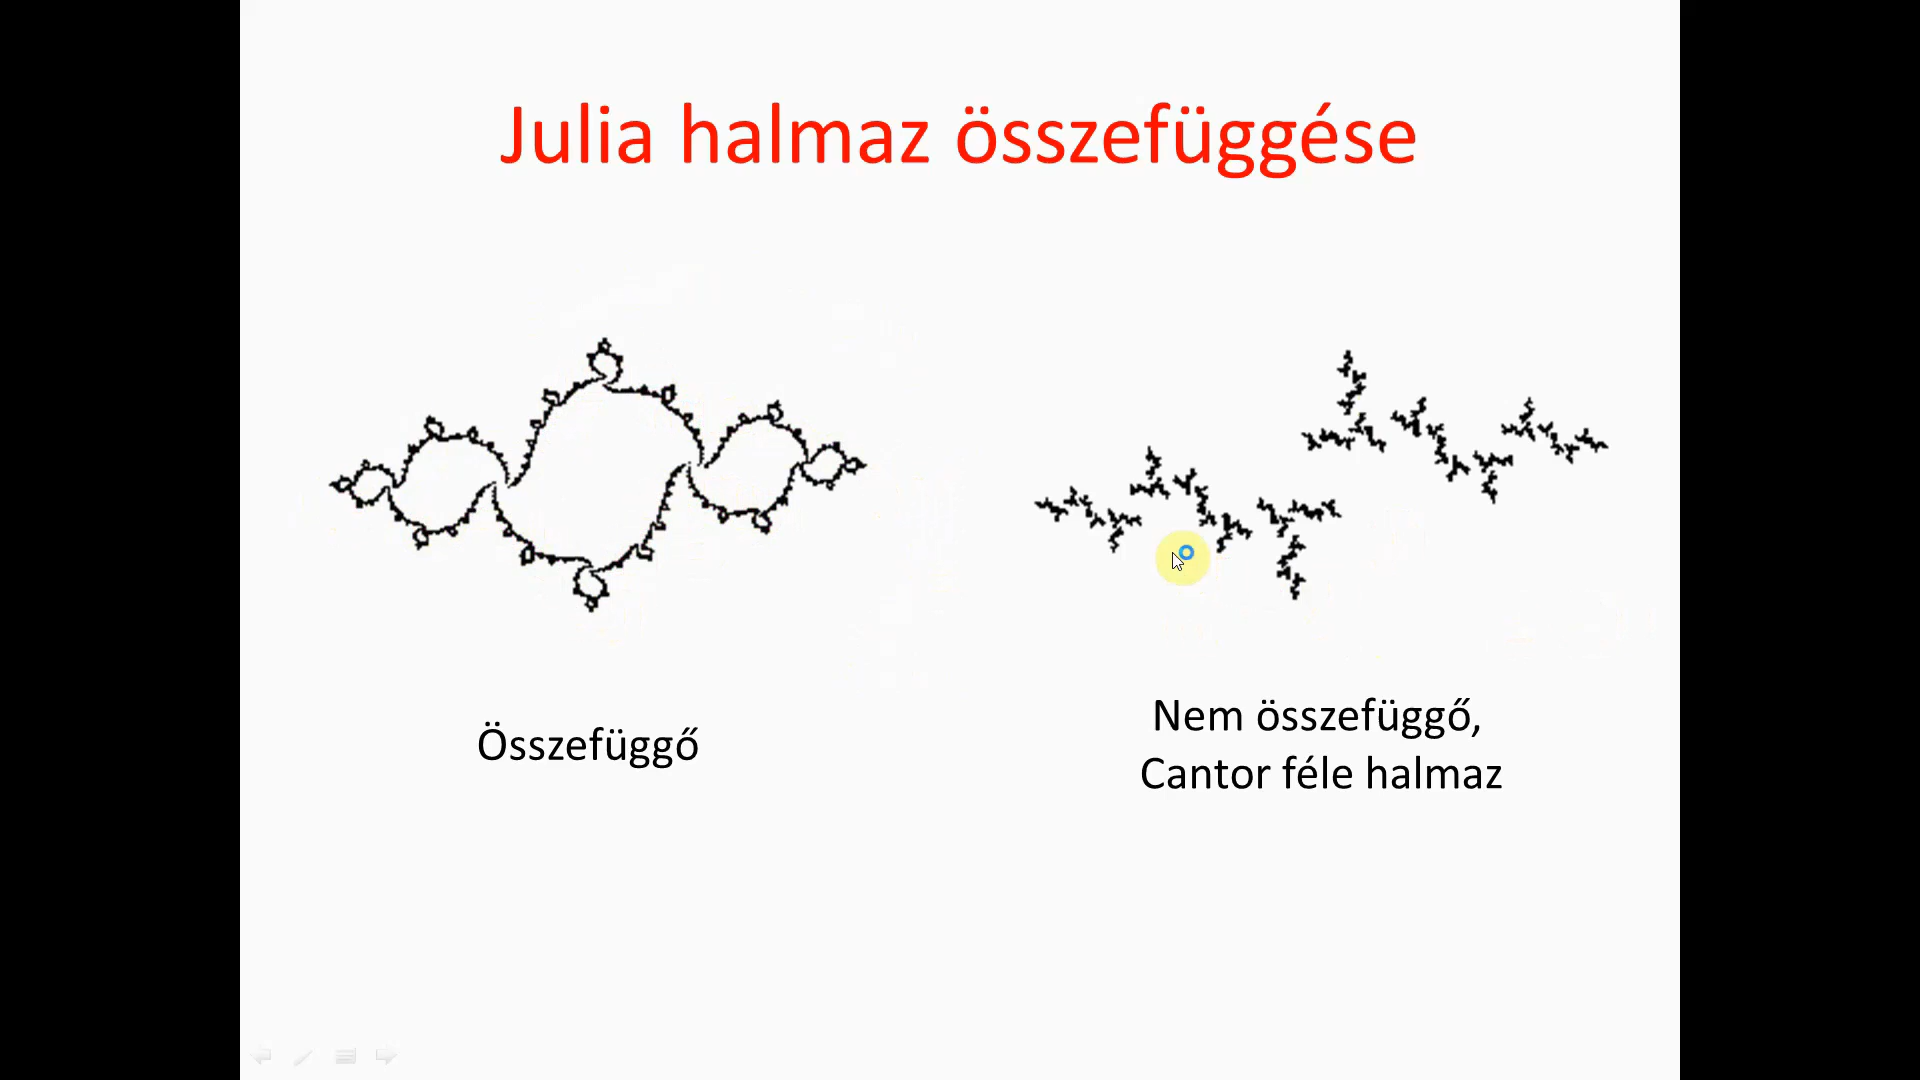 Julia halmaz összefüggése
Összefüggő
Nem összefüggő,
Cantor féle halmaz